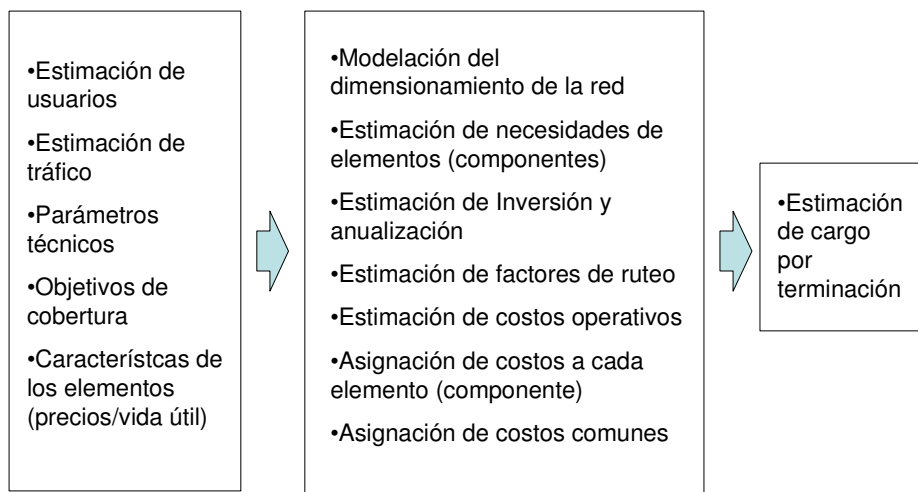 •Estimación de
usuarios
•Estimación de
tráfico
•Parámetros
técnicos
•Objetivos de
cobertura
•Característcas de
los elementos
(precios/vida útil)
•Modelación del
dimensionamiento de la red
•Estimación de necesidades de
elementos (componentes)
•Estimación de Inversión y
anualización
•Estimación de factores de ruteo
•Estimación de costos operativos
•Asignación de costos a cada
elemento (componente)
•Asignación de costos comunes
•Estimación
de cargo
por
terminación